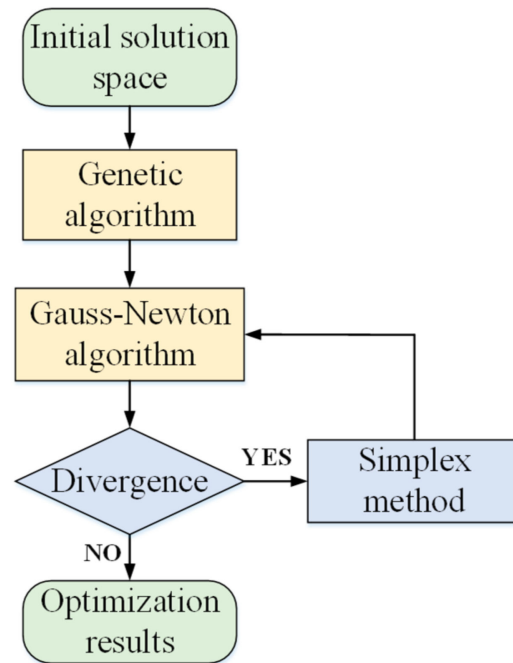 Initial solution
space
Genetic
algorithm
Gauss-Newton
algorithm
Divergence
YES
Simplex
method
NO
Optimization
results